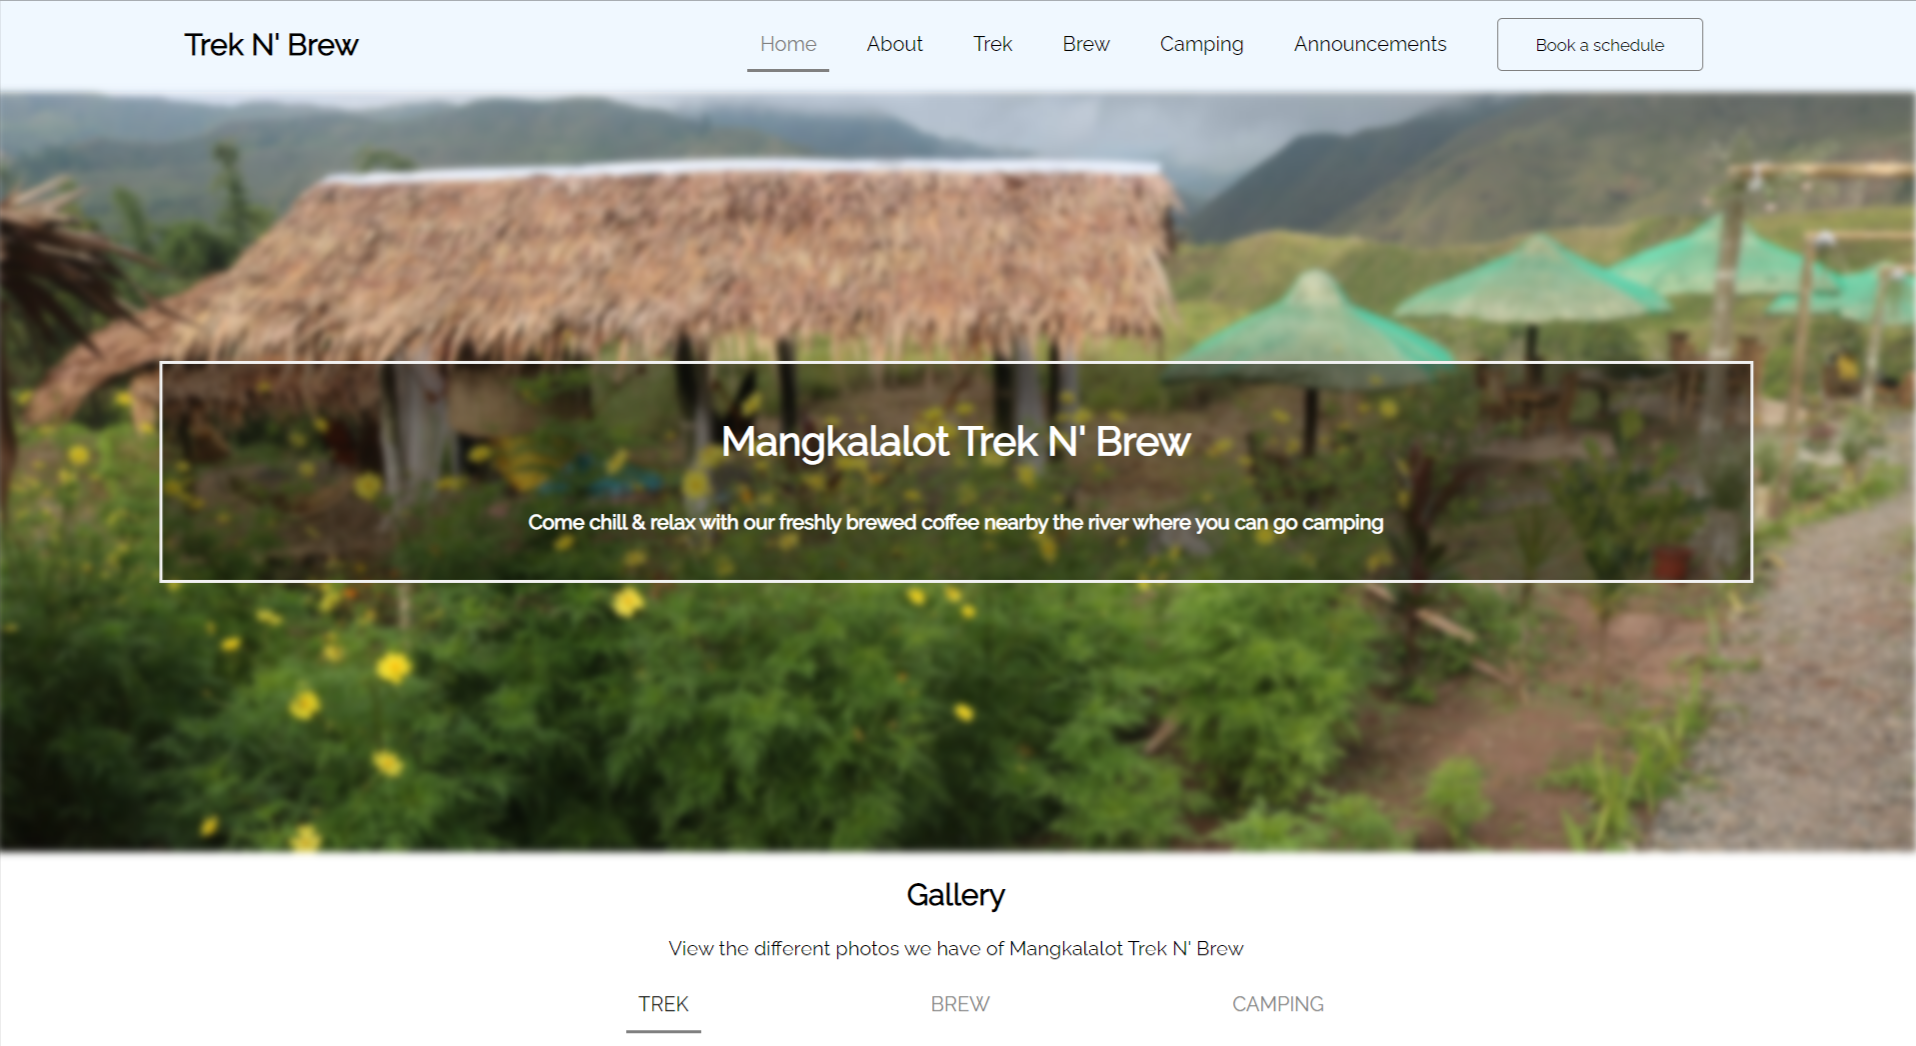 Trek N' Brew
Home About Trek Brew Camping Announcements Book a schedule
Mangkalalot Trek N' Brew
Come chill & relax with our freshly brewed coffee nearby the river where you can go camping
Gallery
View the different photos we have of Mangkalalot Trek N' Brew
TREK BREW CAMPING